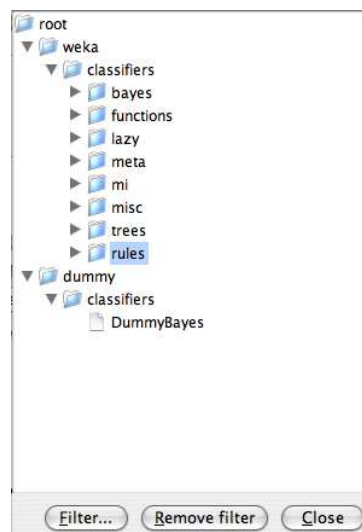 root
weka
classifiers
bayes
functions
lazy
meta
mi
misc
trees
rules
dummy
classifiers
DummyBayes
Filter... Remove filter Close